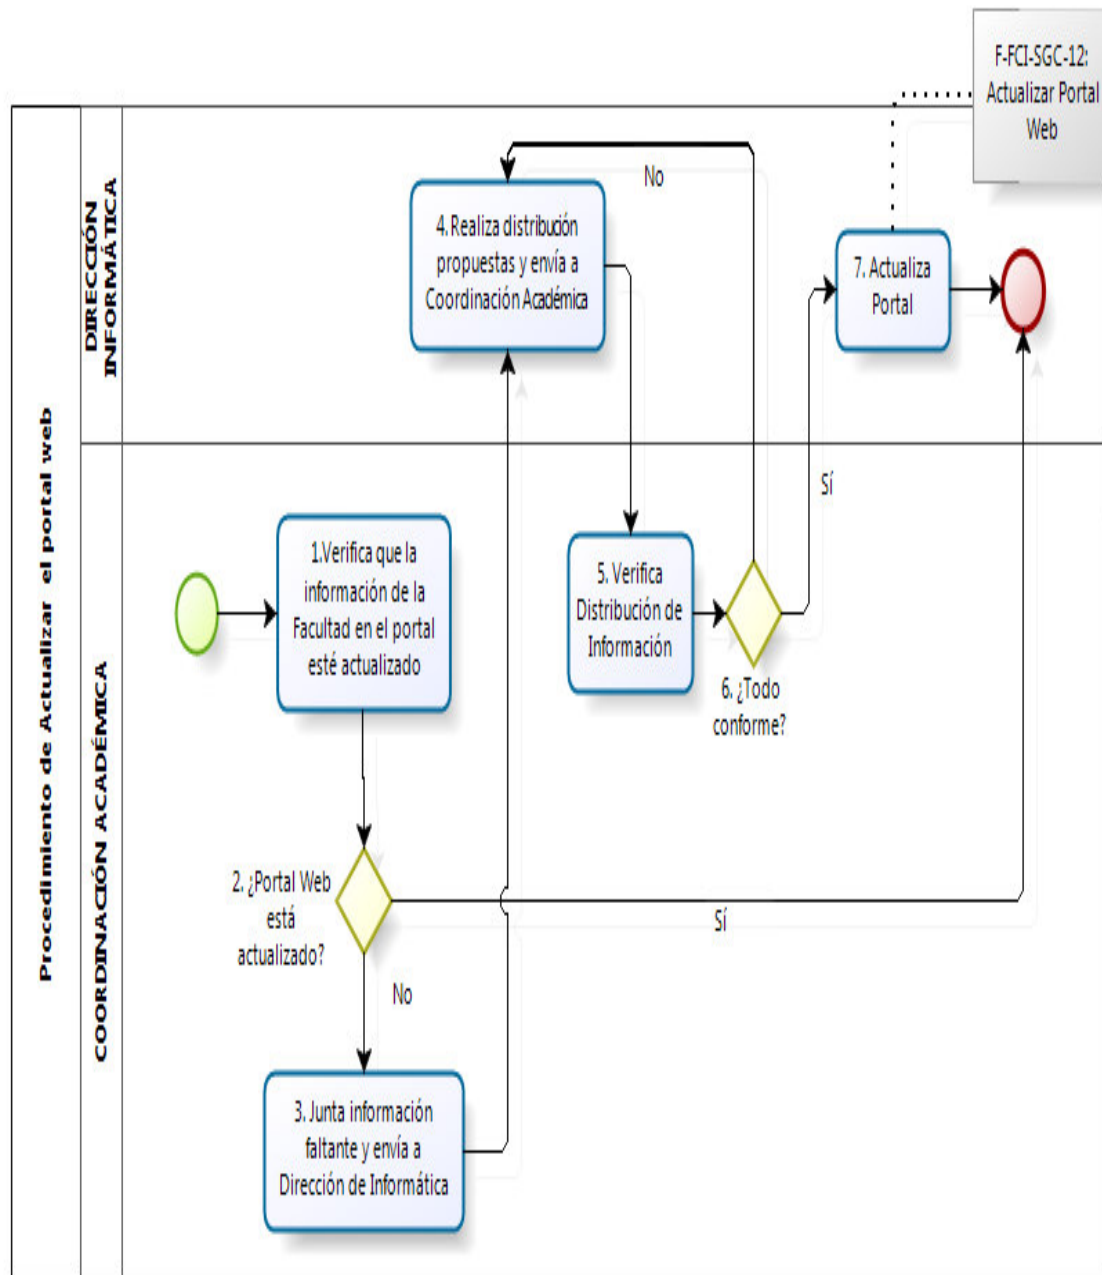 Procedimiento de Actualizar el portal web
DIRECCIÓN
INFORMÁTICA
COORDINACIÓN ACADÉMICA
F-FCI-SGC-12:
Actualizar Portal
Web
No
4. Realiza distribución
propuestas y envía a
Coordinación Académica
7. Actualiza
Portal
Sí
1.Verifica que la
información de la
Facultad en el portal
esté actualizado
5. Verifica
Distribución de
Información
6. ¿Todo
conforme?
2. ¿Portal Web
está
actualizado?
Sí
No
3. Junta información
faltante y envía a
Dirección de Informática